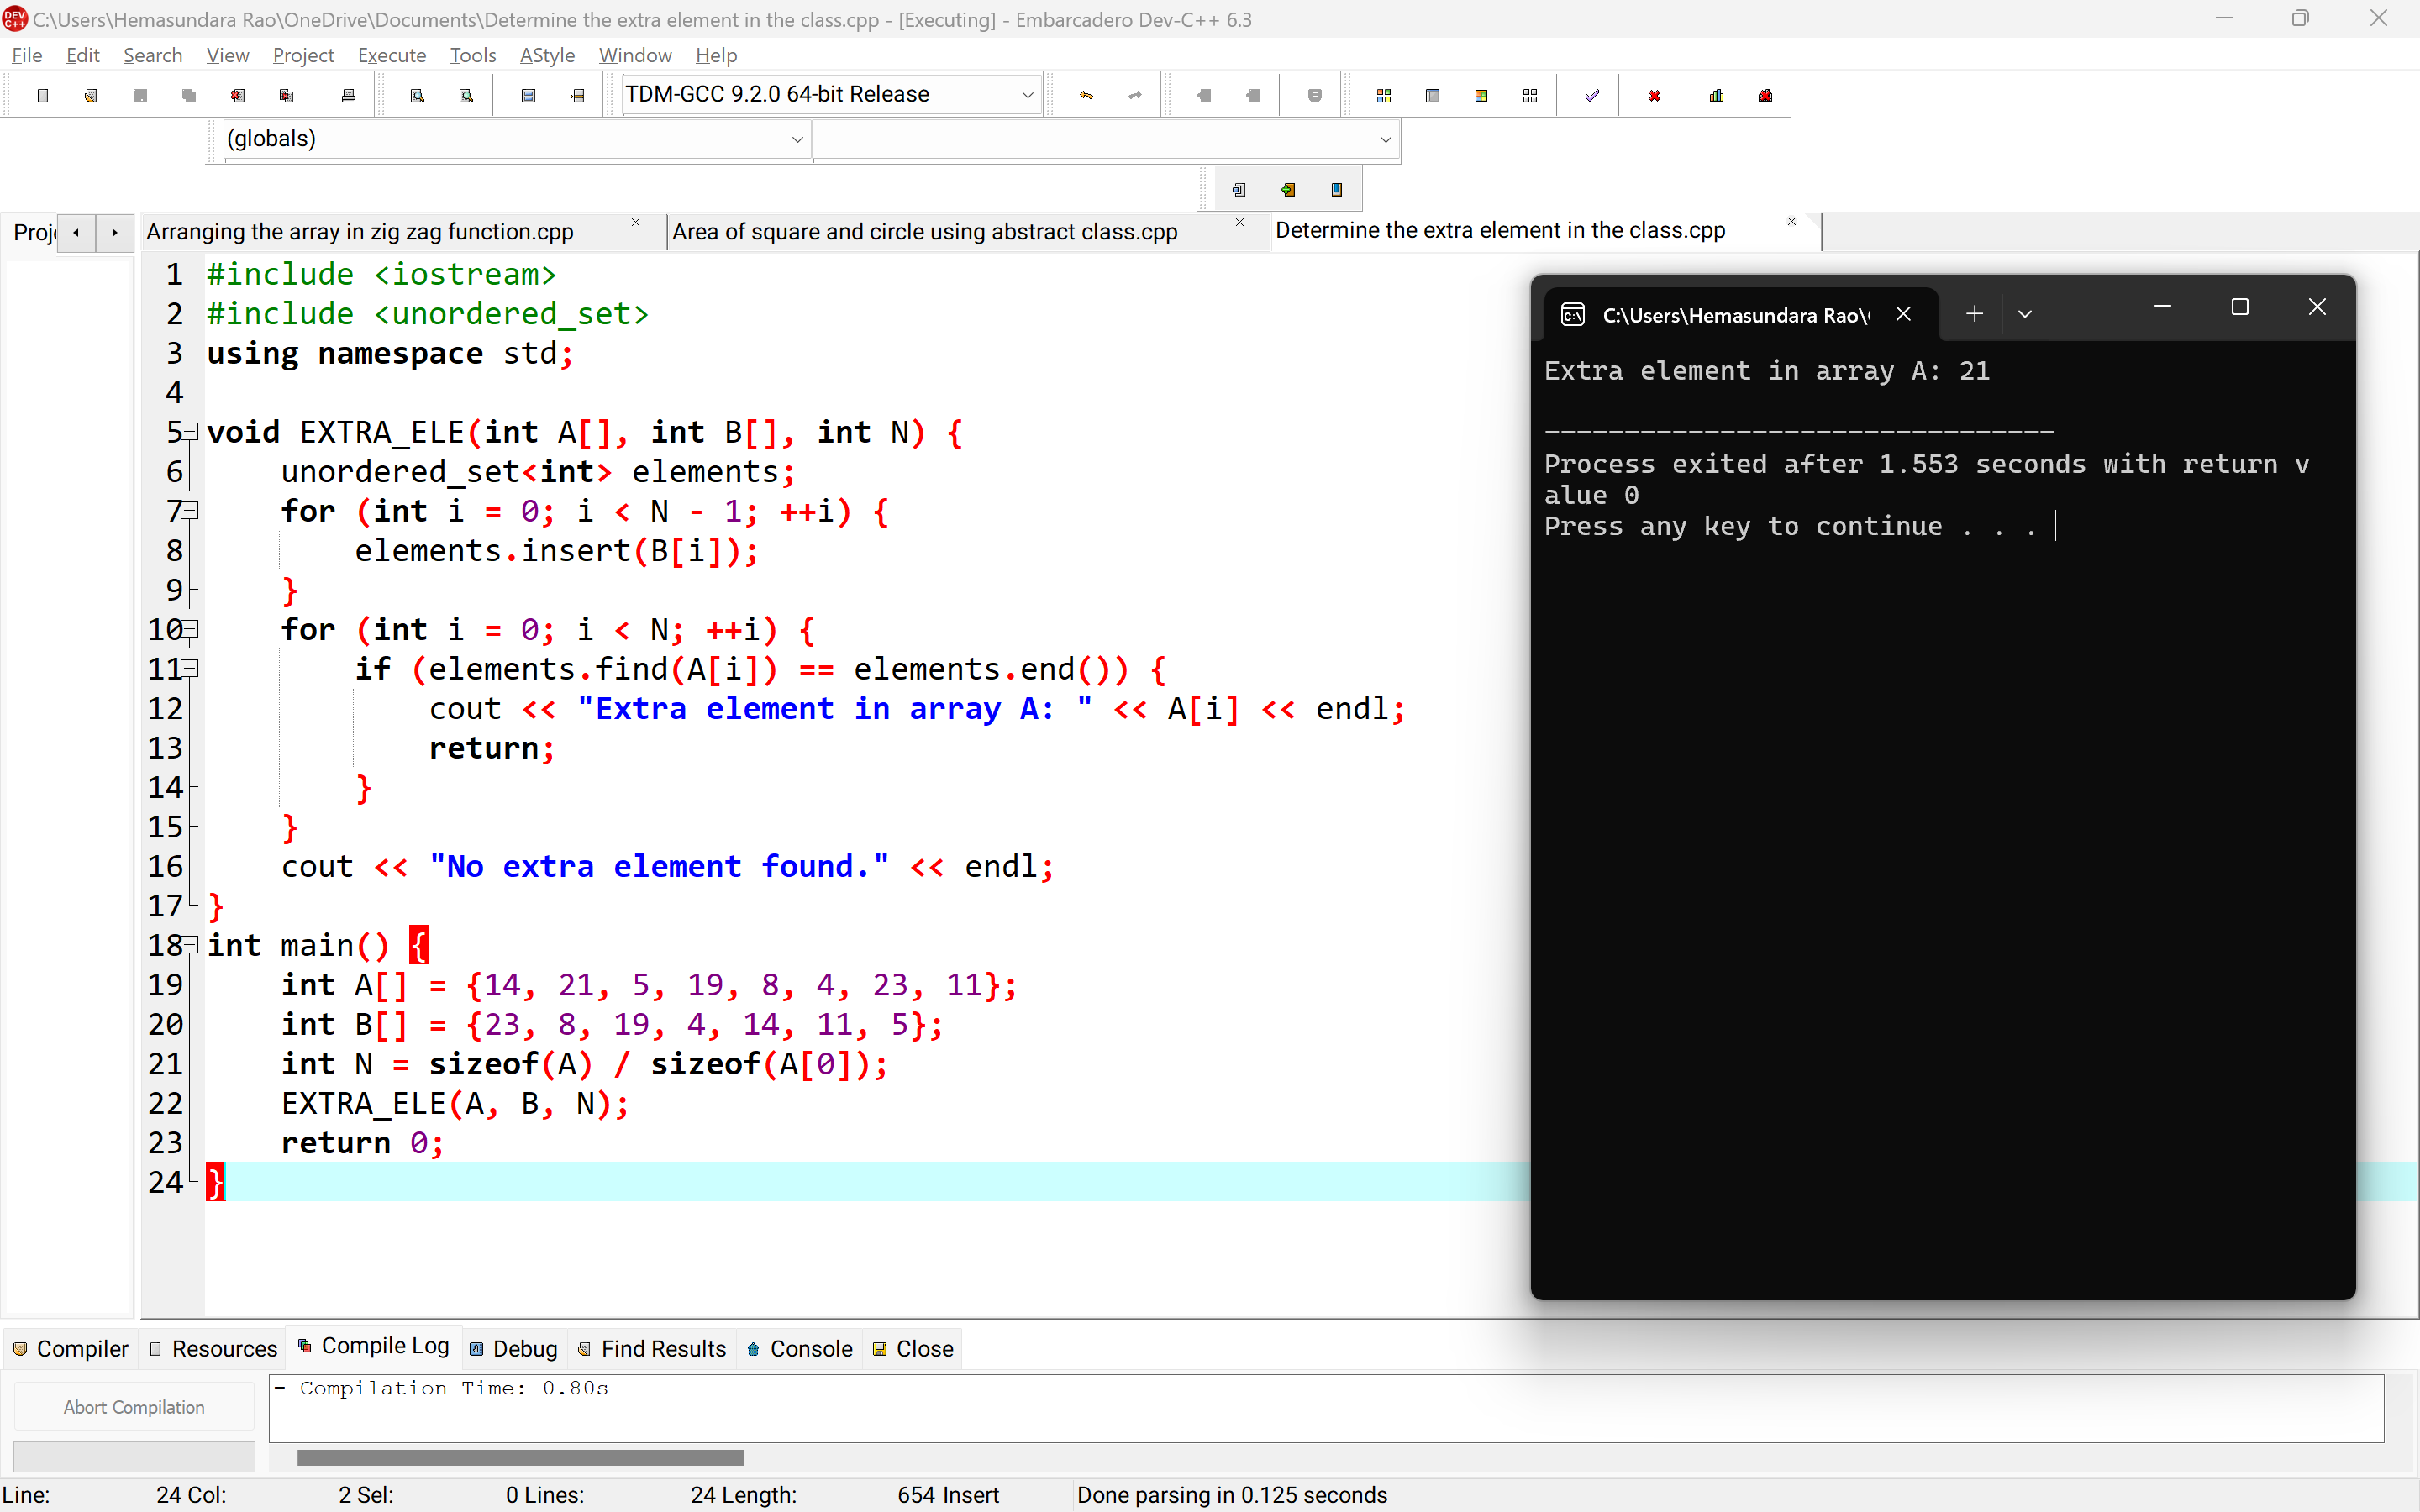 C:\Users\Hemasundara Rao\OneDrive\Documents\Determine the extra element in the class.cpp - [Executing] - Embarcadero Dev-C++ 6.3
File Edit Search View Project Execute Tools AStyle Window Help
TDM-GCC 9.2.0 64-bit Release
(globals)
Arranging the array in zig zag function.cpp Area of square and circle using abstract class.cpp Determine the extra element in the class.cpp
1 #include <iostream>
2 #include <unordered_set>
3 using namespace std;
4
5 void EXTRA_ELE(int A[], int B[], int N) {
6     unordered_set<int> elements;
7     for (int i = 0; i < N - 1; ++i) {
8         elements.insert(B[i]);
9     }
10     for (int i = 0; i < N; ++i) {
11         if (elements.find(A[i]) == elements.end()) {
12             cout << "Extra element in array A: " << A[i] << endl;
13             return;
14         }
15     }
16     cout << "No extra element found." << endl;
17 }
18 int main() {
19     int A[] = {14, 21, 5, 19, 8, 4, 23, 11};
20     int B[] = {23, 8, 19, 4, 14, 11, 5};
21     int N = sizeof(A) / sizeof(A[0]);
22     EXTRA_ELE(A, B, N);
23     return 0;
24 }
C:\Users\Hemasundara Rao\
Extra element in array A: 21
--------------------------------
Process exited after 1.553 seconds with return v
alue 0
Press any key to continue . . .
Compiler Resources Compile Log Debug Find Results Console Close
Abort Compilation
- Compilation Time: 0.80s
Line: 24 Col: 2 Sel: 0 Lines: 24 Length: 654 Insert Done parsing in 0.125 seconds